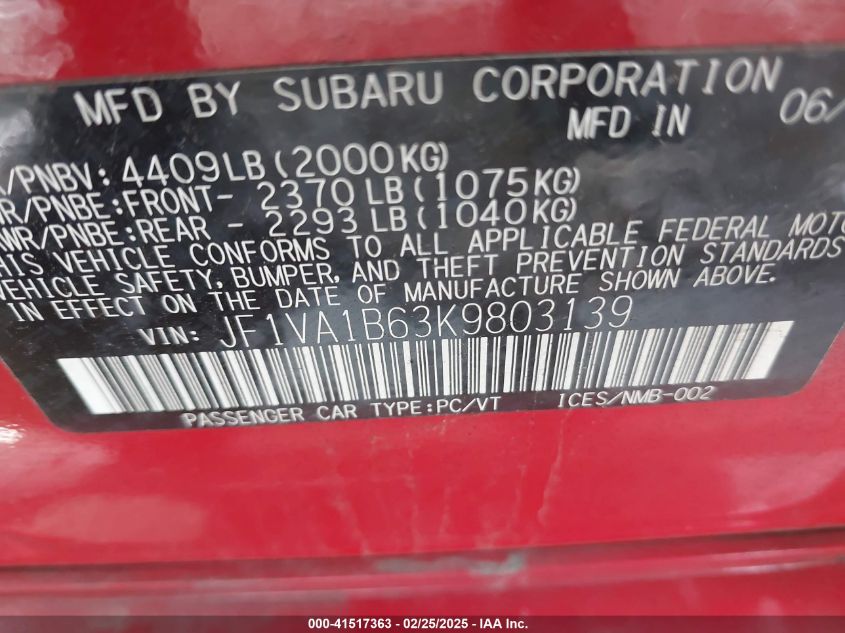 MFD BY SUBARU CORPORATION
MFD IN 06/
/PNBV: 4409LB(2000KG)
R/PNBE:FRONT- 2370 LB(1075KG)
WR/PNBE:REAR - 2293 LB(1040KG)
HIS VEHICLE CONFORMS TO ALL APPLICABLE FEDERAL MOTO
VEHICLE SAFETY, BUMPER, AND THEFT PREVENTION STANDARDS
IN EFFECT ON THE DATE OF MANUFACTURE SHOWN ABOVE.
VIN: JF1VA1B63K9803139
PASSENGER CAR TYPE:PC/VT ICES/NMB-002
000-41517363 - 02/25/2025 - IAA Inc.